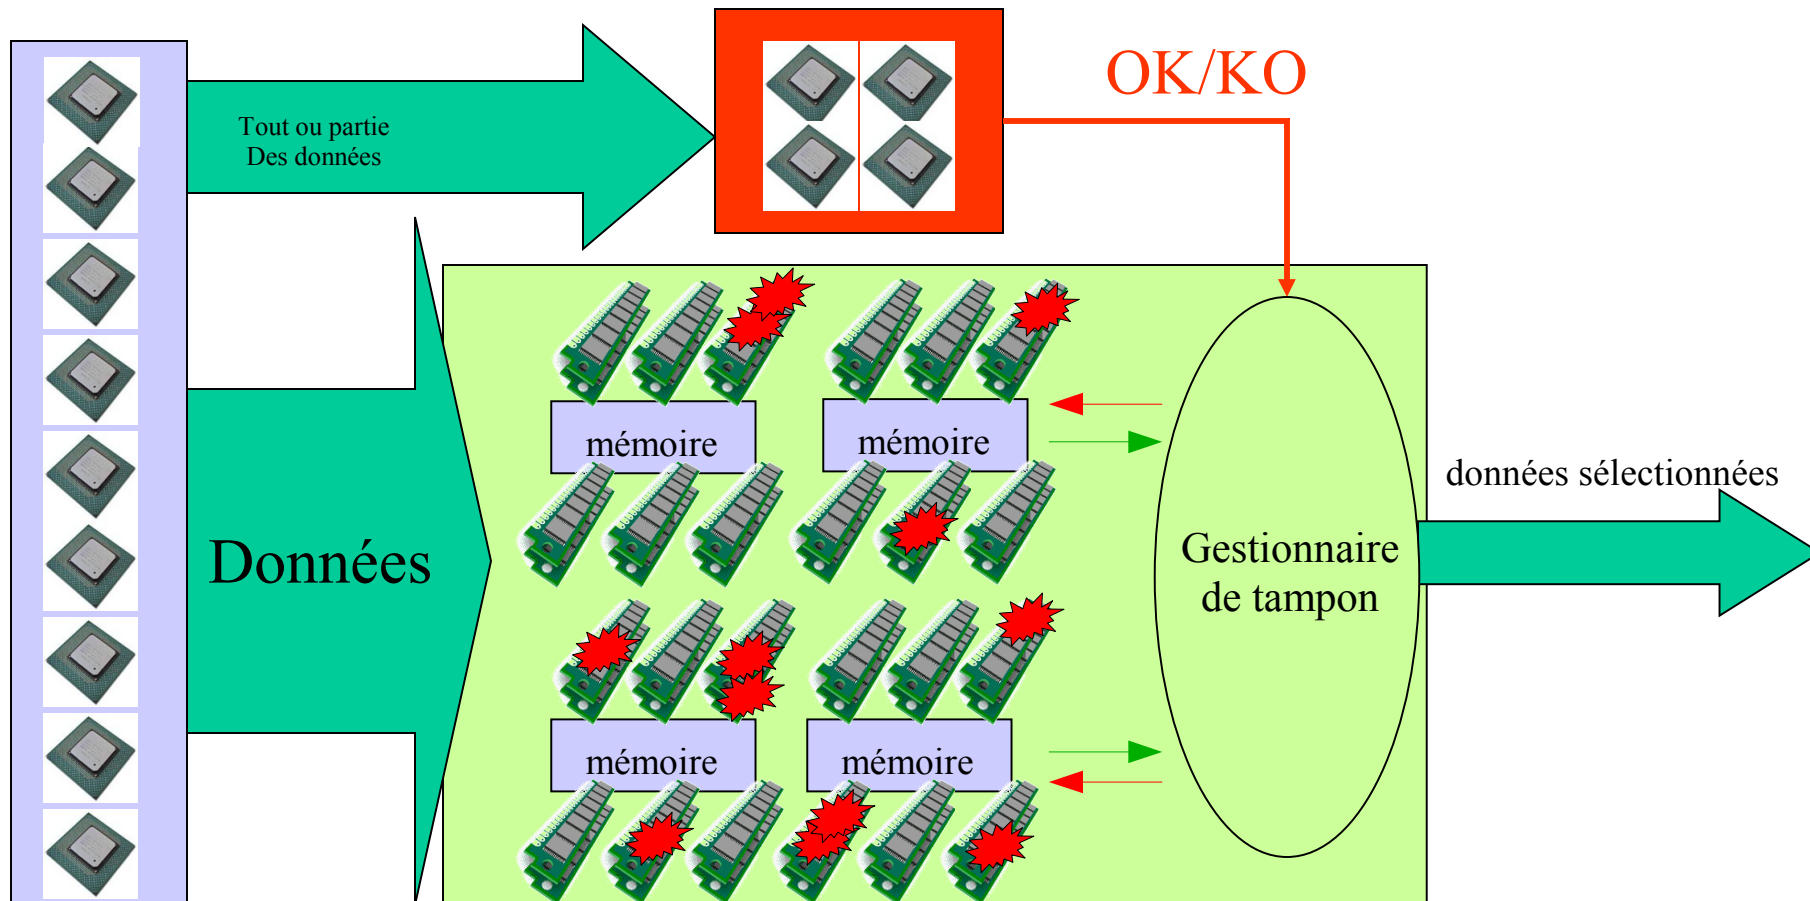 OK/KO
Tout ou partie
Des données
mémoire
mémoire
données sélectionnées
Données
Gestionnaire
de tampon
mémoire
mémoire